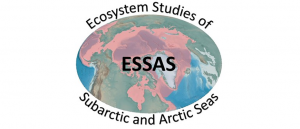 Ecosystem Studies of
ESSAS
Subarctic and Arctic Seas